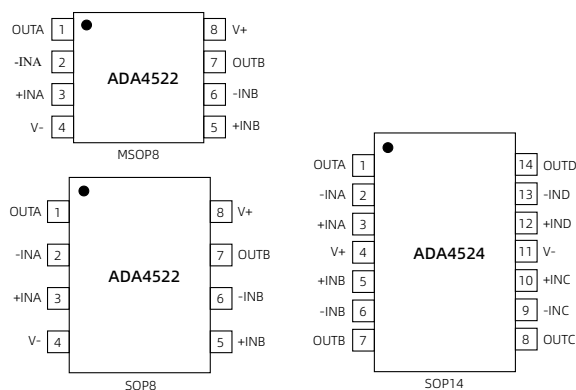 OUTA 1 8 V+
-INA 2 7 OUTB
ADA4522
+INA 3 6 -INB
V- 4 5 +INB
MSOP8
OUTA 1 8 V+
-INA 2 7 OUTB
ADA4522
+INA 3 6 -INB
V- 4 5 +INB
SOP8
OUTA 1 14 OUTD
-INA 2 13 -IND
+INA 3 12 +IND
V+ 4 ADA4524 11 V-
+INB 5 10 +INC
-INB 6 9 -INC
OUTB 7 8 OUTC
SOP14